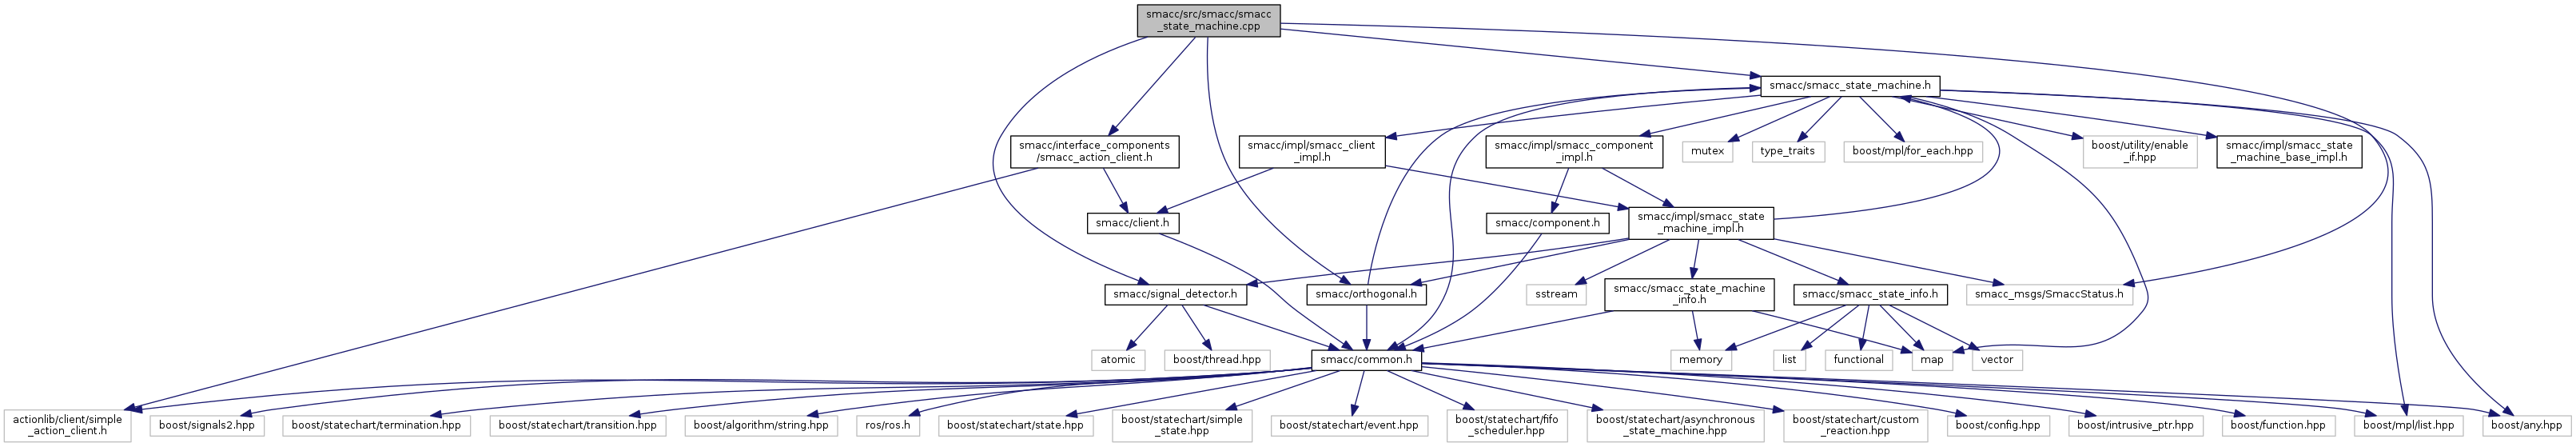 smacc/src/smacc/smacc
_state_machine.cpp
smacc/smacc_state_machine.h
smacc/interface_components
/smacc_action_client.h
smacc/impl/smacc_client
_impl.h
smacc/impl/smacc_component
_impl.h
mutex
type_traits
boost/mpl/for_each.hpp
boost/utility/enable
_if.hpp
smacc/impl/smacc_state
_machine_base_impl.h
smacc/client.h
smacc/component.h
smacc/impl/smacc_state
_machine_impl.h
smacc/signal_detector.h
smacc/orthogonal.h
sstream
smacc/smacc_state_machine
_info.h
smacc/smacc_state_info.h
smacc_msgs/SmaccStatus.h
atomic
boost/thread.hpp
smacc/common.h
memory
list
functional
map
vector
actionlib/client/simple
_action_client.h
boost/signals2.hpp
boost/statechart/termination.hpp
boost/statechart/transition.hpp
boost/algorithm/string.hpp
ros/ros.h
boost/statechart/state.hpp
boost/statechart/simple
_state.hpp
boost/statechart/event.hpp
boost/statechart/fifo
_scheduler.hpp
boost/statechart/asynchronous
_state_machine.hpp
boost/statechart/custom
_reaction.hpp
boost/config.hpp
boost/intrusive_ptr.hpp
boost/function.hpp
boost/mpl/list.hpp
boost/any.hpp